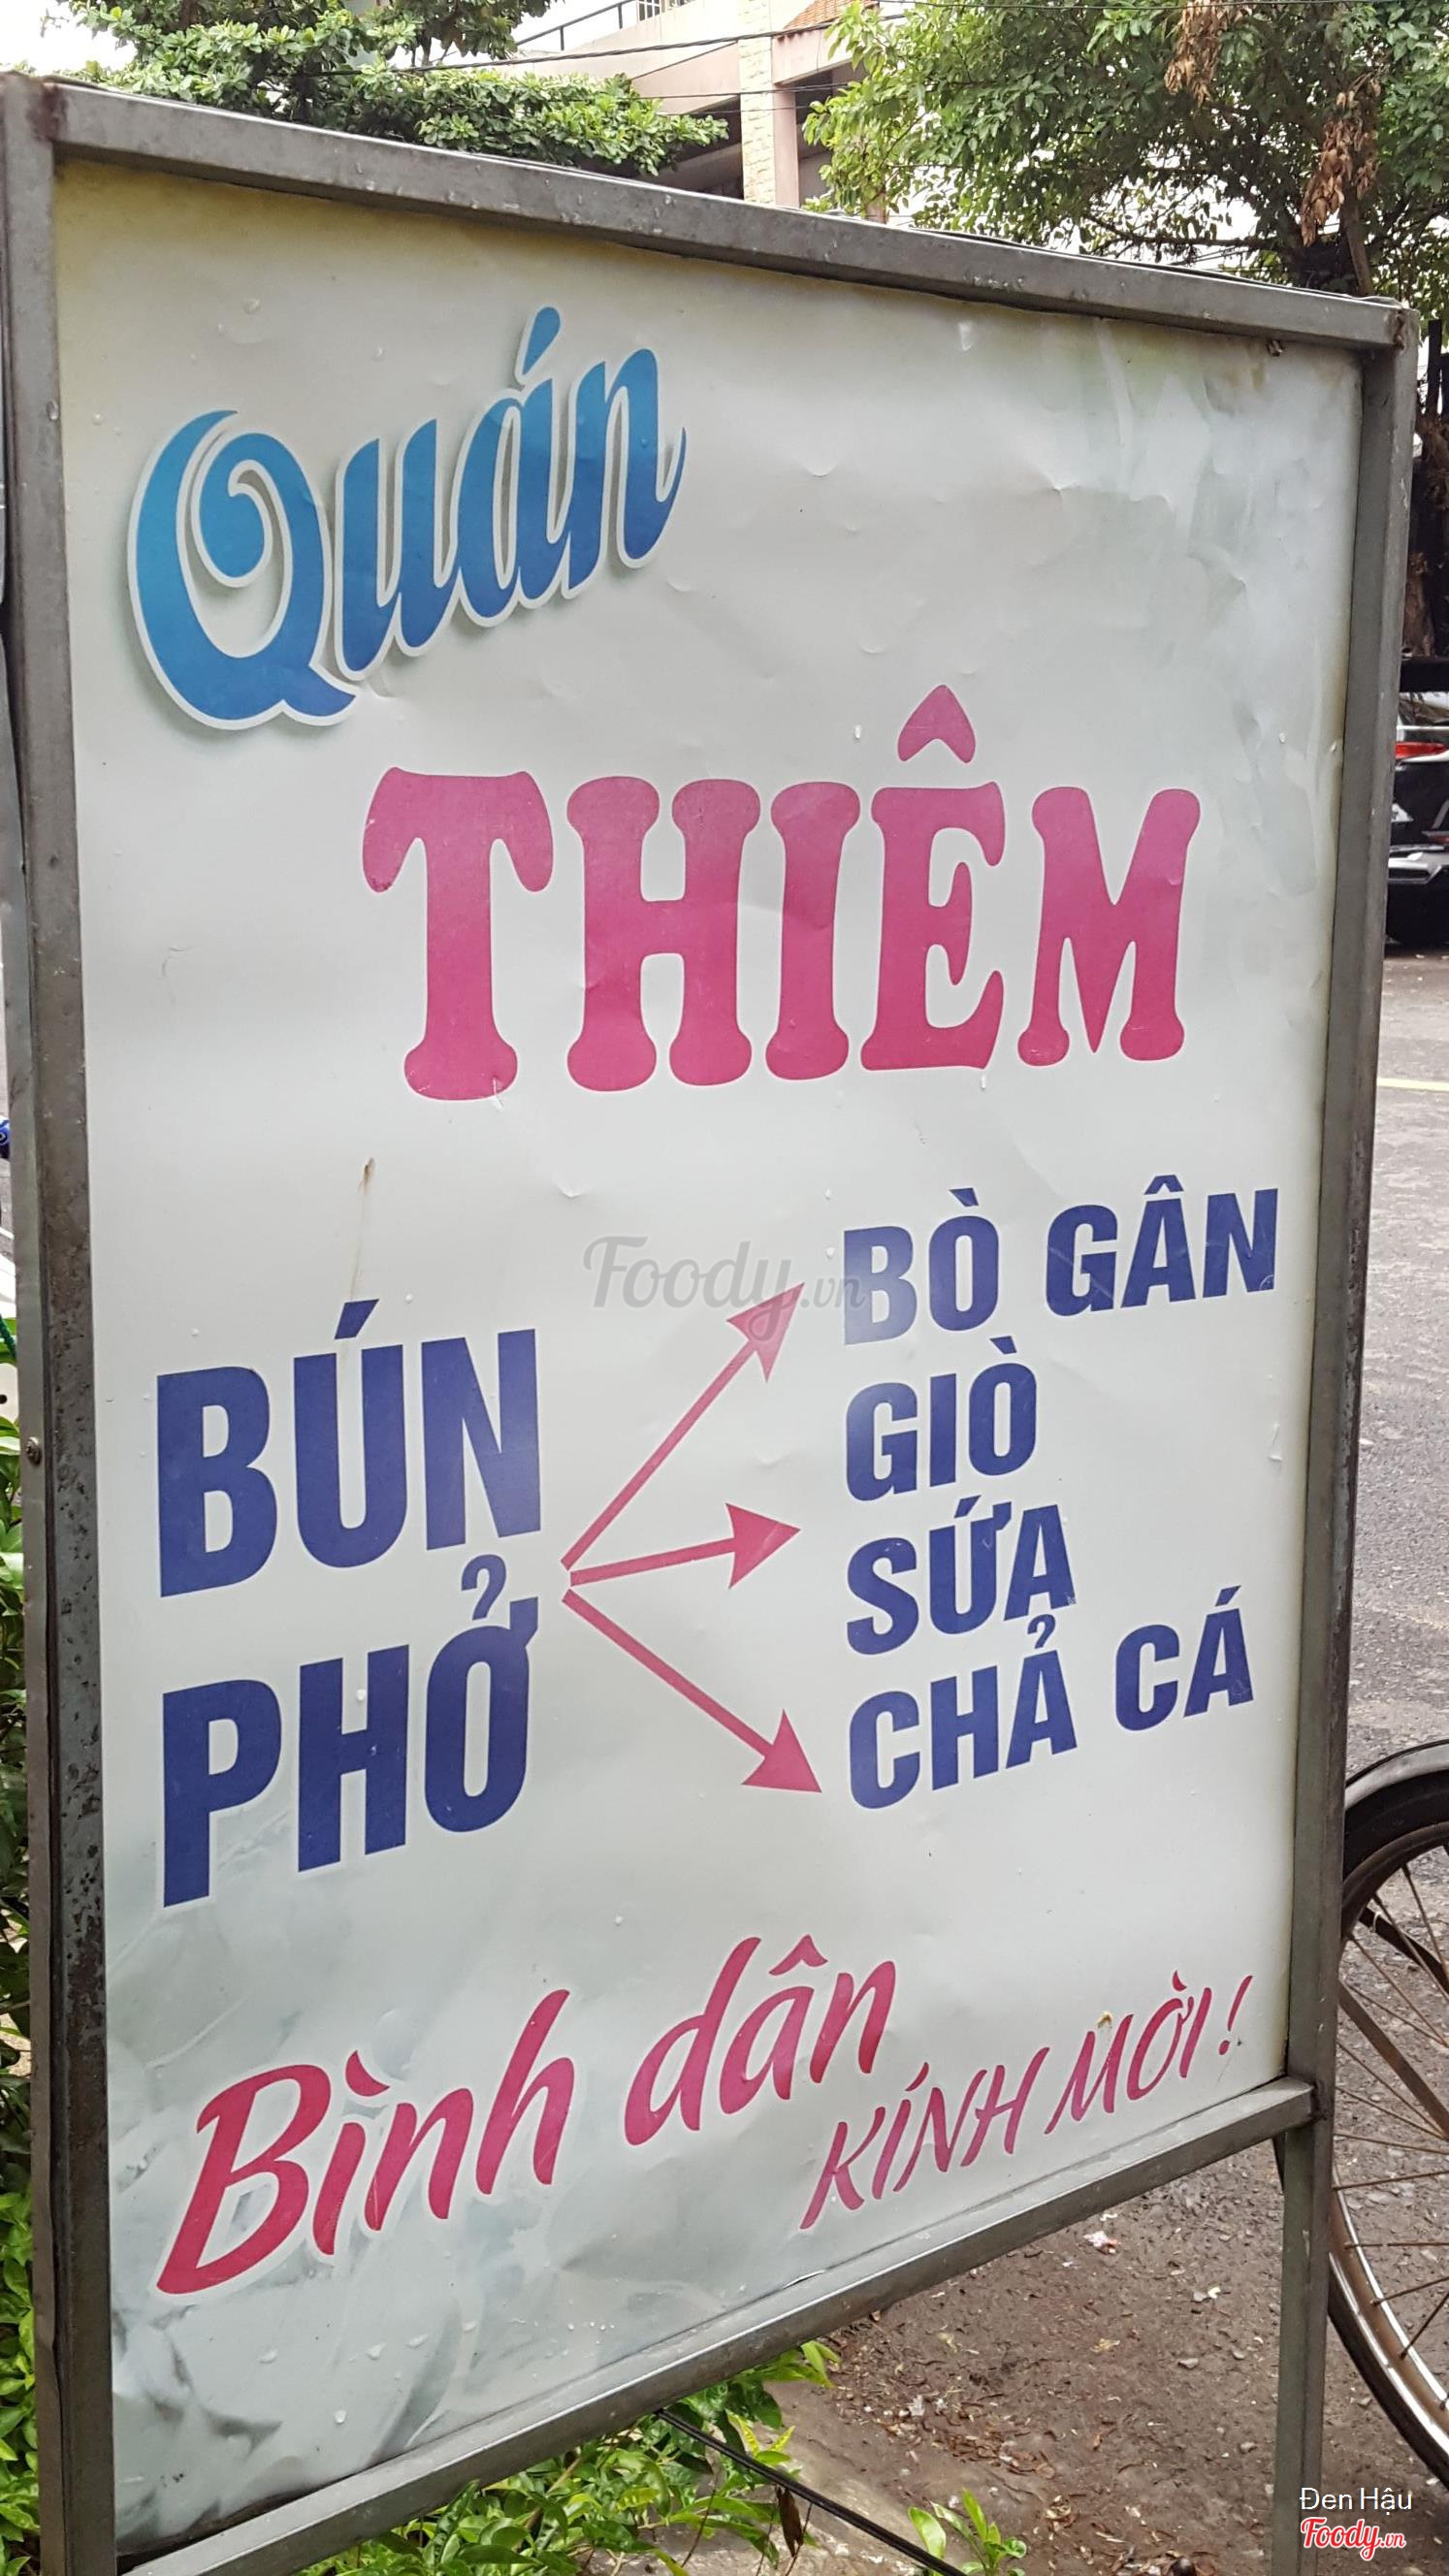 Quán
THIÊM
BÚN
PHỞ
BÒ GÂN
GIÒ
SỨA
CHẢ CÁ
Bình dân
KÍNH MỜI!
Foody.vn
Đen Hậu
Foody.vn